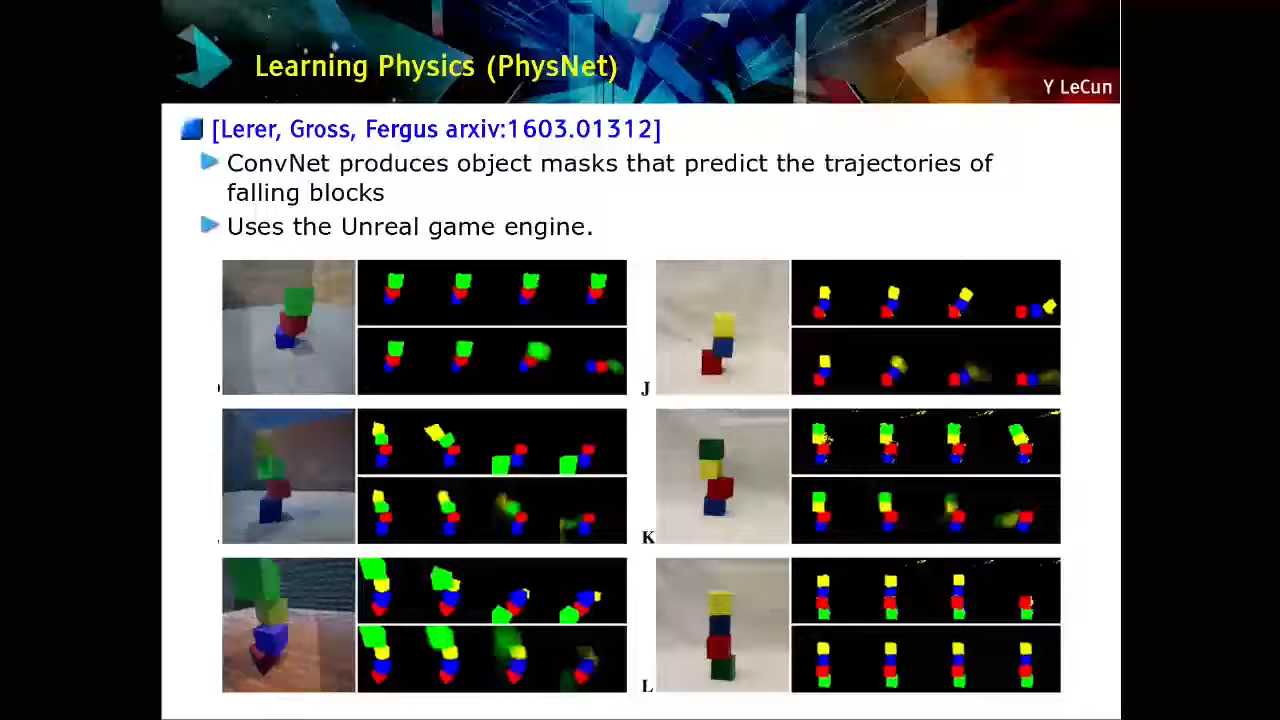 Learning Physics (PhysNet)
Y LeCun
[Lerer, Gross, Fergus arxiv:1603.01312]
ConvNet produces object masks that predict the trajectories of
falling blocks
Uses the Unreal game engine.
J
K
L